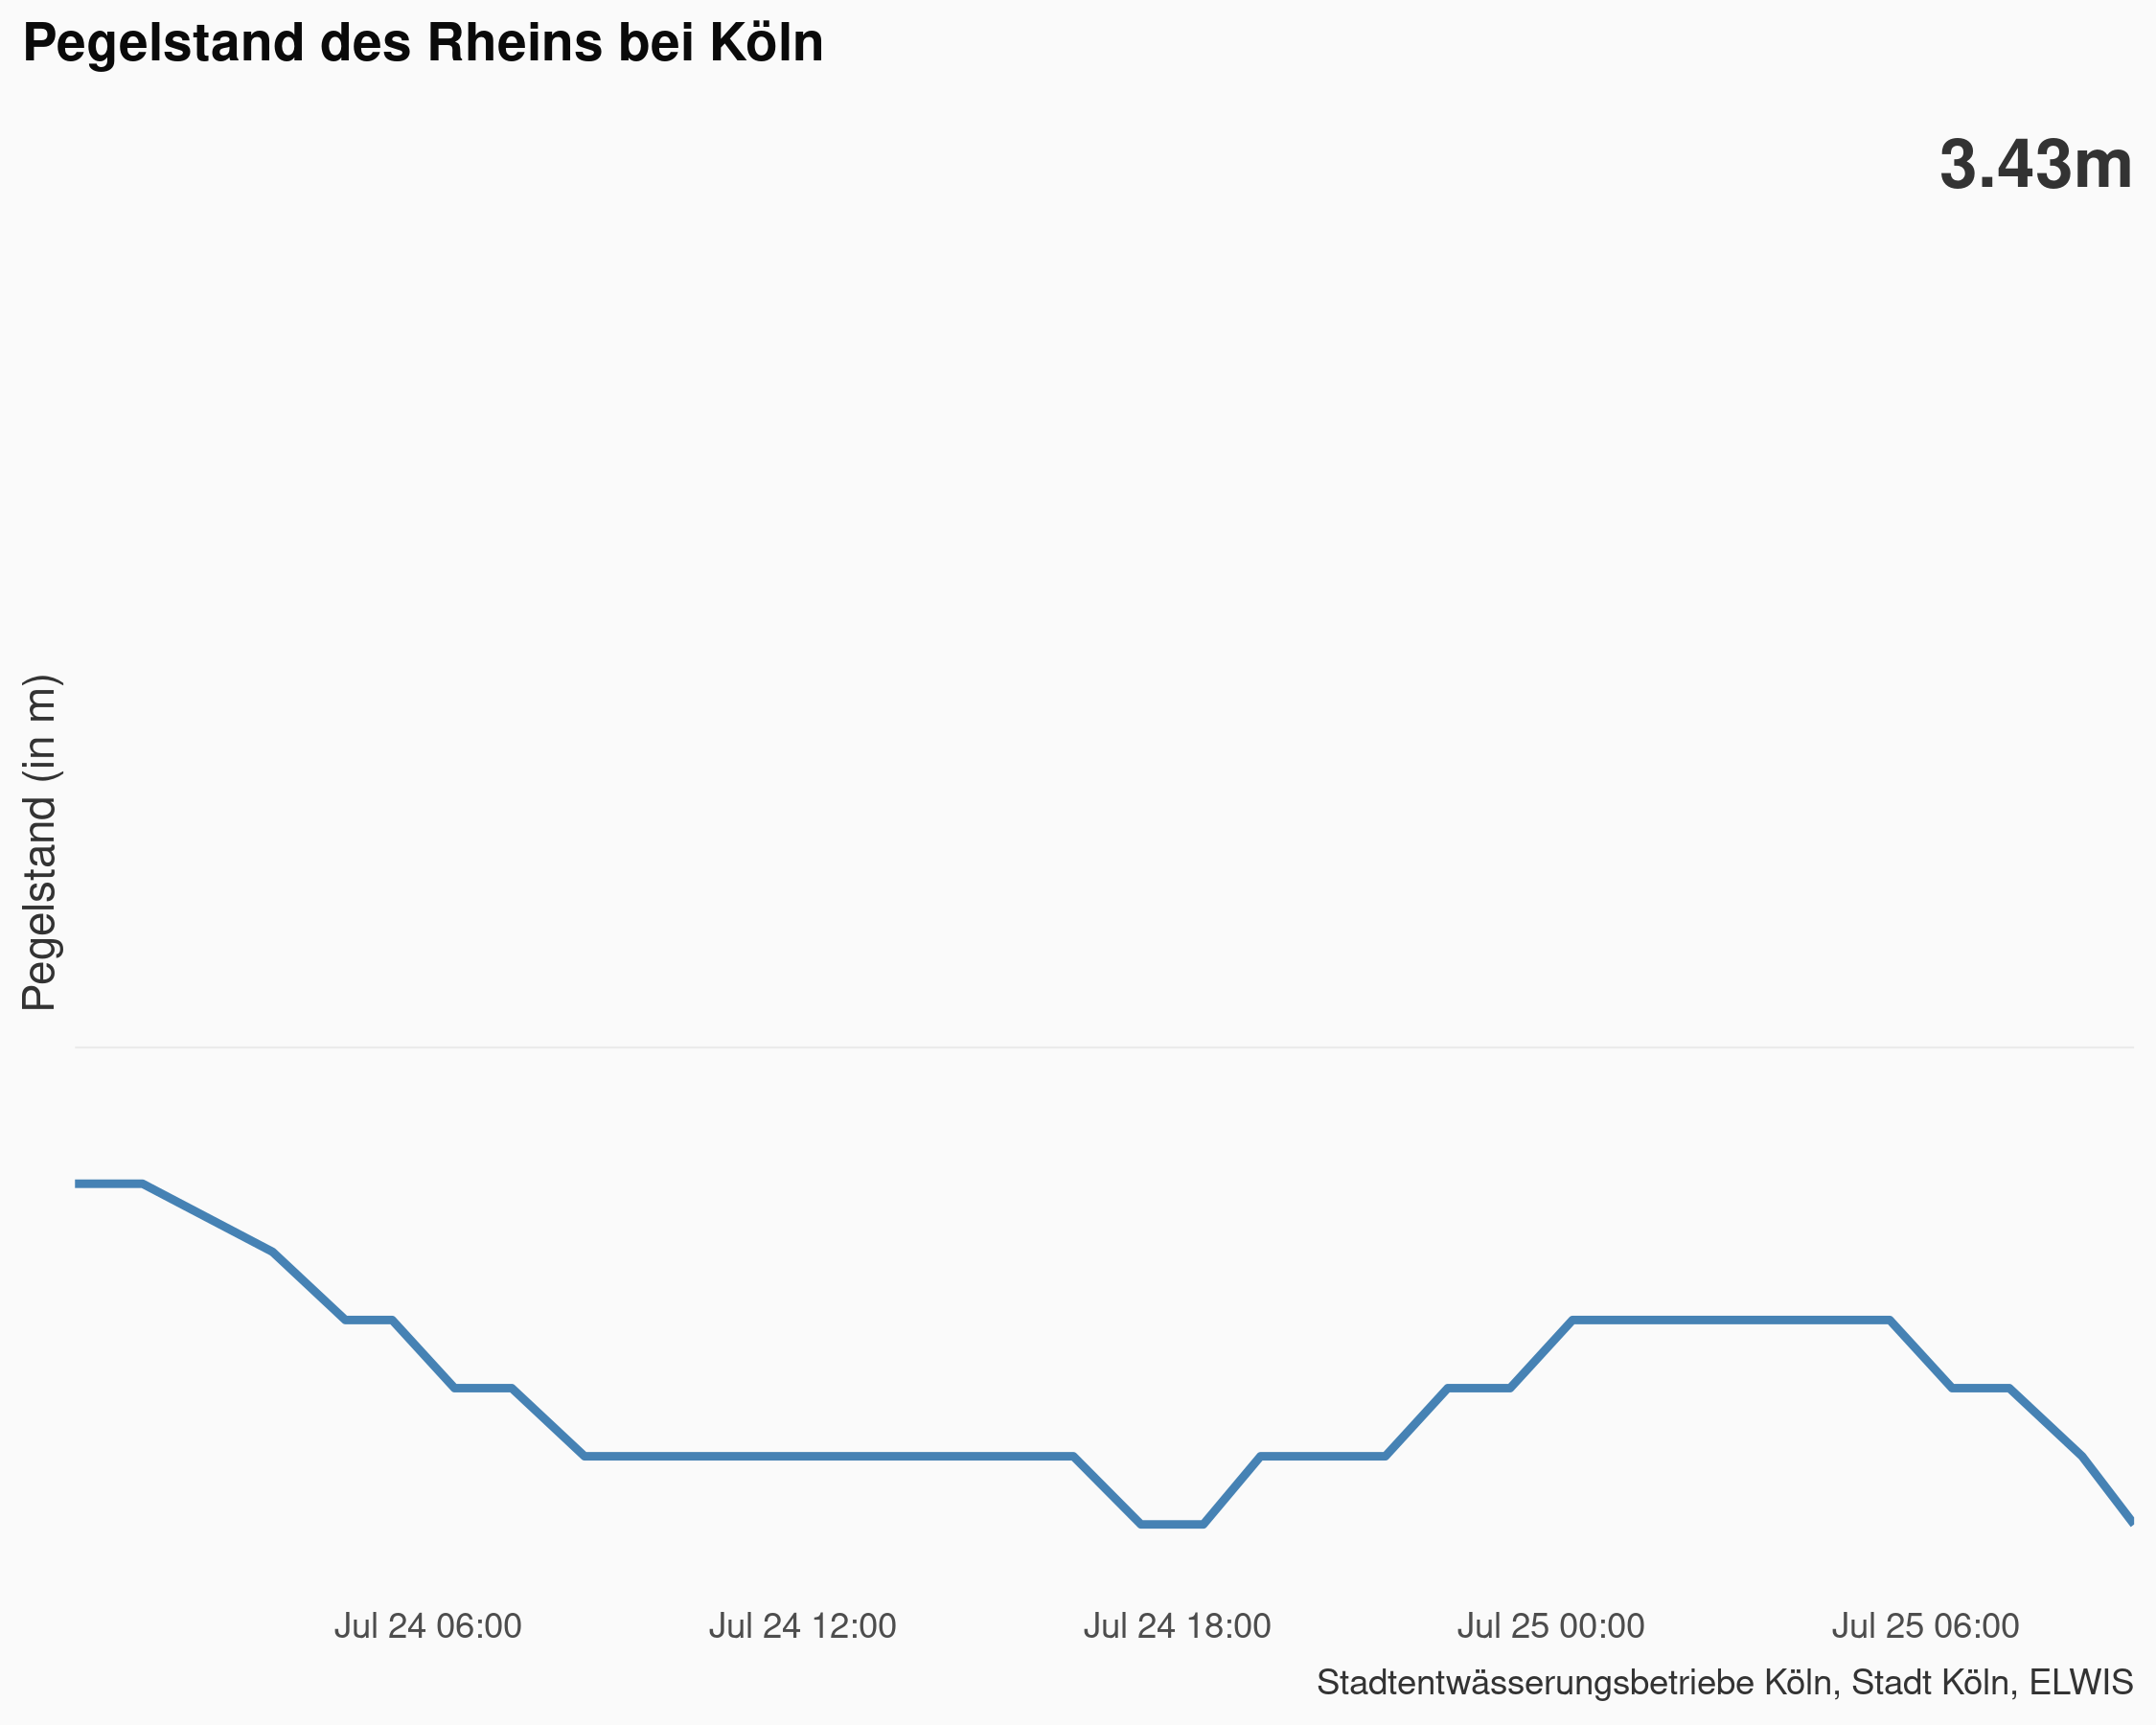 Pegelstand des Rheins bei Köln
3.43m
Pegelstand (in m)
Jul 24 06:00
Jul 24 12:00
Jul 24 18:00
Jul 25 00:00
Jul 25 06:00
Stadtentwässerungsbetriebe Köln, Stadt Köln, ELWIS